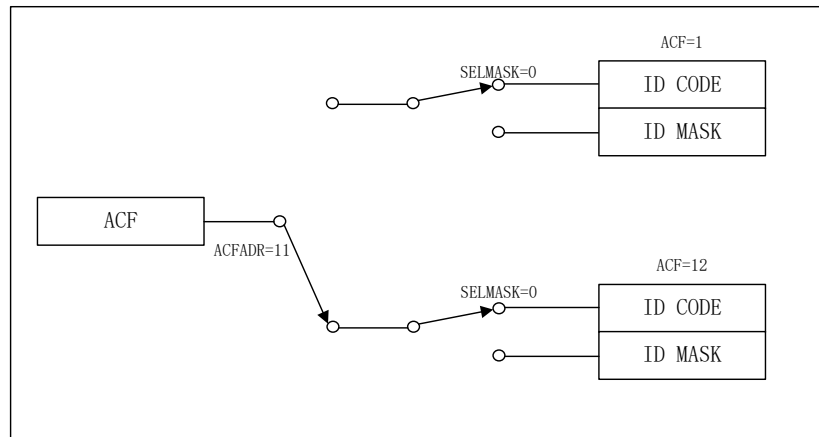 ACF=1
SELMASK=0
ID CODE
ID MASK
ACF
ACFADR=11
ACF=12
SELMASK=0
ID CODE
ID MASK